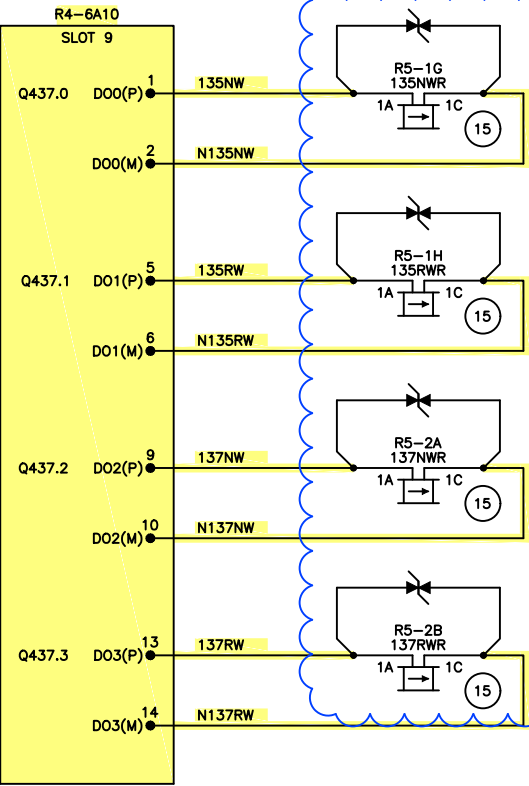 R4-6A10
SLOT 9
Q437.0 DO0(P) 1 135NW
R5-1G
135NWR
1A 1C 15
DO0(M) 2 N135NW
Q437.1 DO1(P) 5 135RW
R5-1H
135RWR
1A 1C 15
DO1(M) 6 N135RW
Q437.2 DO2(P) 9 137NW
R5-2A
137NWR
1A 1C 15
DO2(M) 10 N137NW
Q437.3 DO3(P) 13 137RW
R5-2B
137RWR
1A 1C 15
DO3(M) 14 N137RW